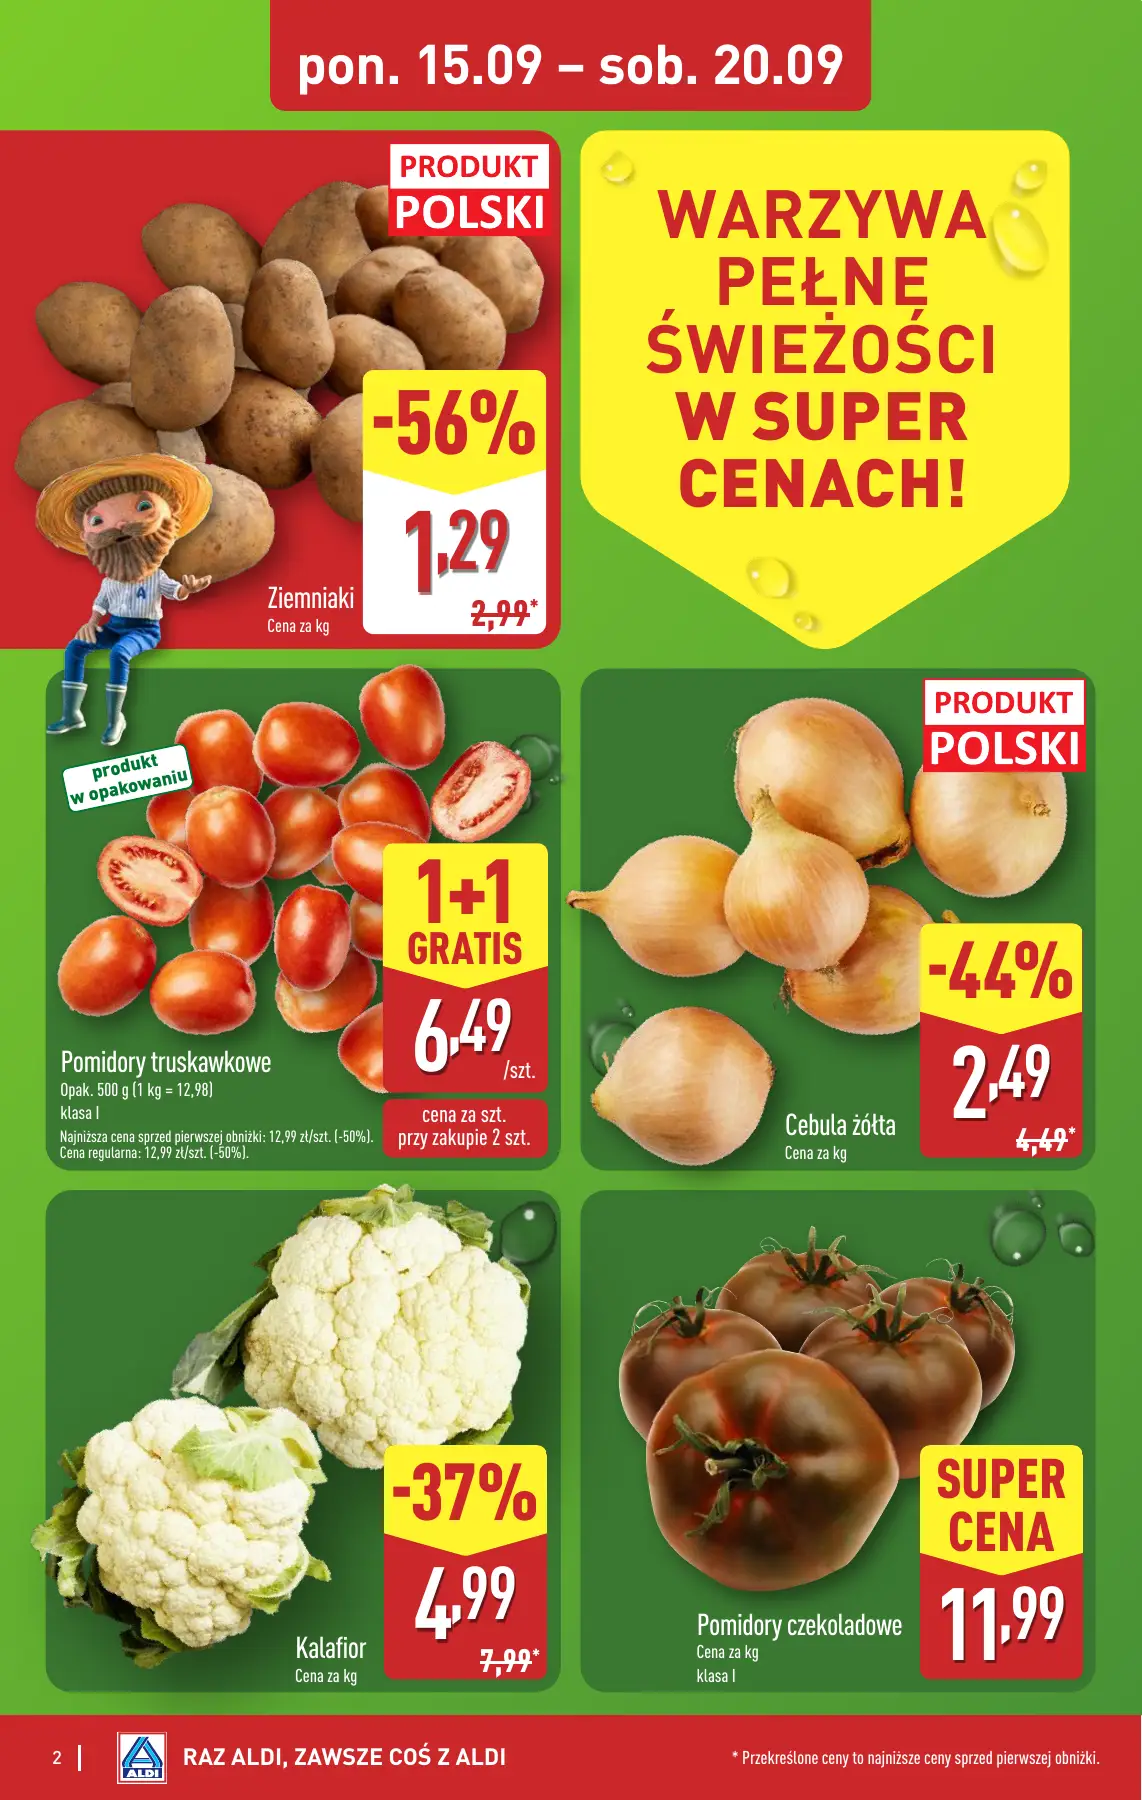 pon. 15.09 – sob. 20.09
PRODUKT
POLSKI
-56%
1,29
2,99*
Ziemniaki
Cena za kg
A
WARZYWA
PEŁNE
ŚWIEŻOŚCI
W SUPER
CENACH!
produkt
w opakowaniu
1+1
GRATIS
6,49
/szt.
cena za szt.
przy zakupie 2 szt.
Pomidory truskawkowe
Opak. 500 g (1 kg = 12,98)
klasa I
Najniższa cena sprzed pierwszej obniżki: 12,99 zł/szt. (-50%).
Cena regularna: 12,99 zł/szt. (-50%).
PRODUKT
POLSKI
-44%
2,49
4,49*
Cebula żółta
Cena za kg
-37%
4,99
7,99*
Kalafior
Cena za kg
SUPER
CENA
11,99
Pomidory czekoladowe
Cena za kg
klasa I
2 |
ALDI
RAZ ALDI, ZAWSZE COŚ Z ALDI
* Przekreślone ceny to najniższe ceny sprzed pierwszej obniżki.